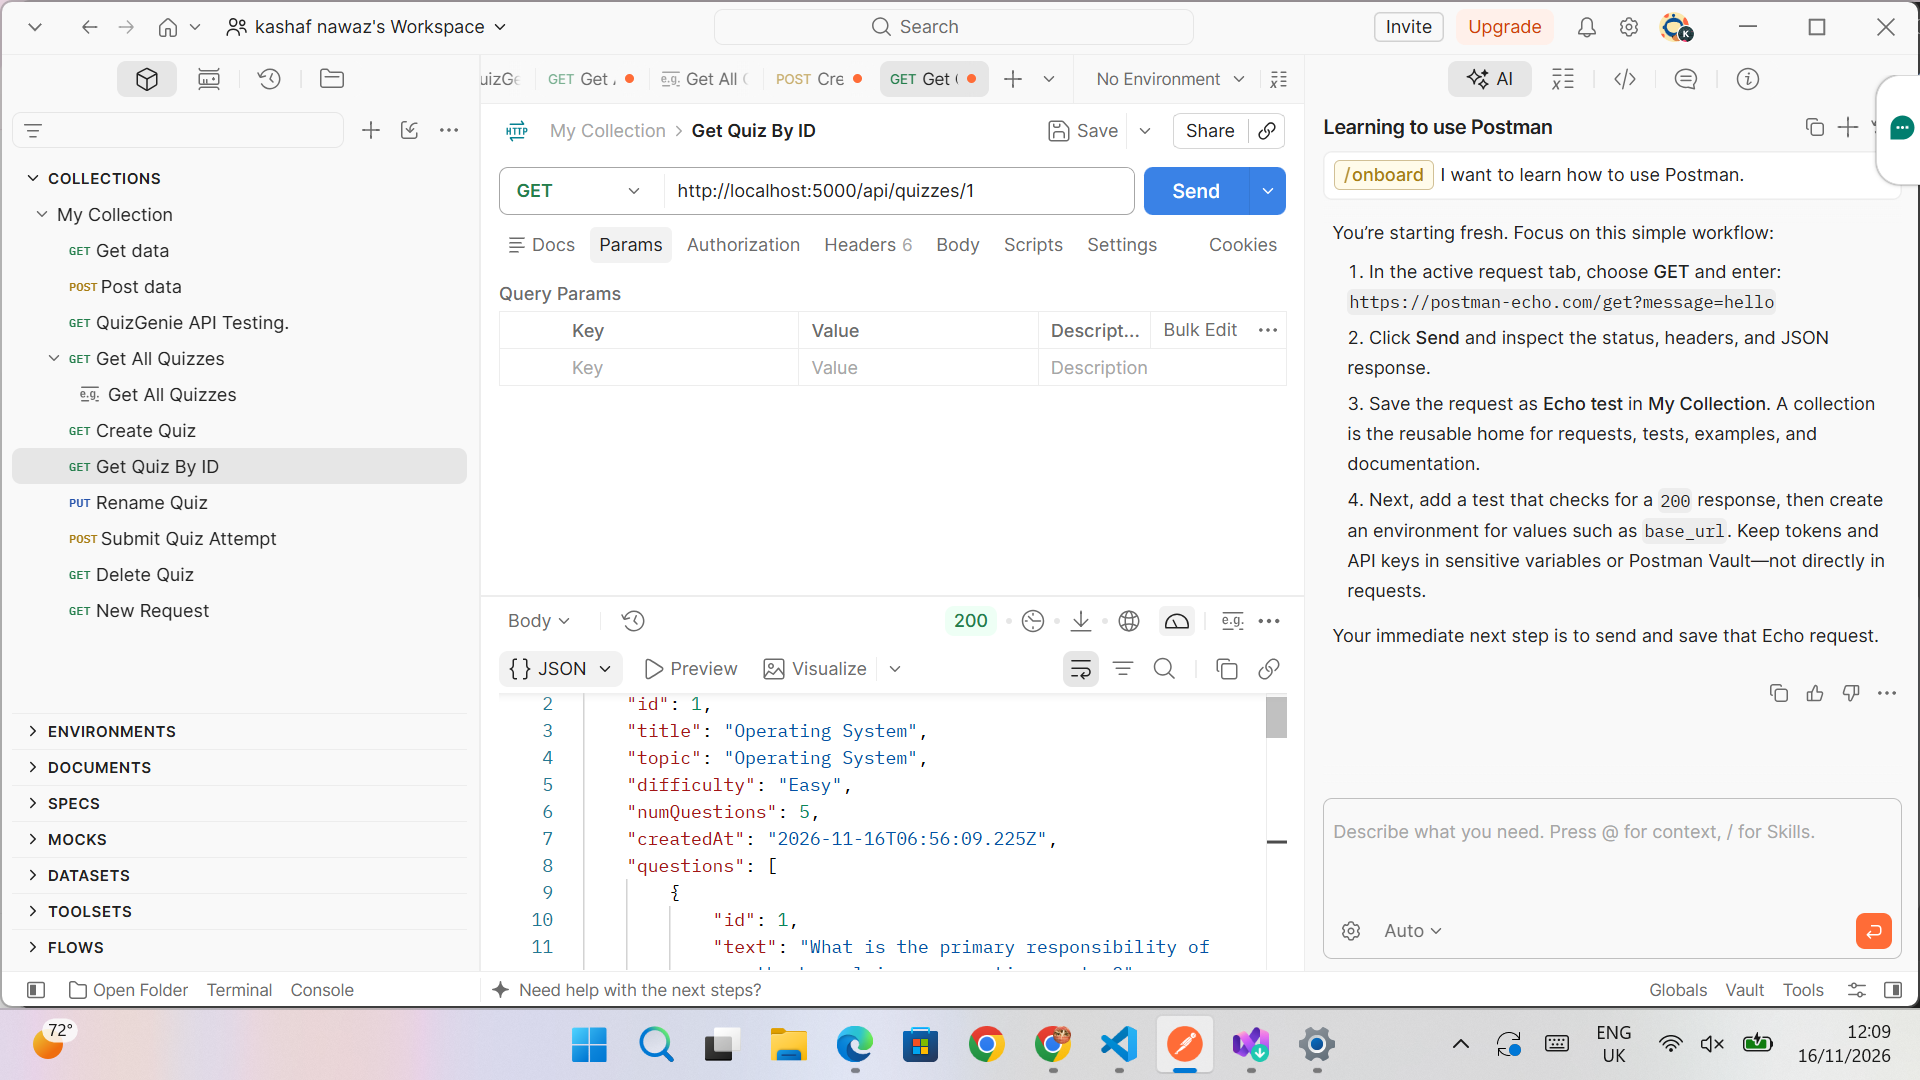 kashaf nawaz's Workspace
Search
Invite
Upgrade
K
GET Get
e.g. Get All
POST Cre
GET Get
No Environment
AI
COLLECTIONS
My Collection
GET Get data
POST Post data
GET QuizGenie API Testing.
GET Get All Quizzes
e.g. Get All Quizzes
GET Create Quiz
GET Get Quiz By ID
PUT Rename Quiz
POST Submit Quiz Attempt
GET Delete Quiz
GET New Request
ENVIRONMENTS
DOCUMENTS
SPECS
MOCKS
DATASETS
TOOLSETS
FLOWS
HTTP My Collection > Get Quiz By ID
Save
Share
GET http://localhost:5000/api/quizzes/1
Send
Docs Params Authorization Headers 6 Body Scripts Settings Cookies
Query Params
Key Value Descript... Bulk Edit
Key Value Description
Body
200
e.g.
{} JSON Preview Visualize
2 "id": 1,
3 "title": "Operating System",
4 "topic": "Operating System",
5 "difficulty": "Easy",
6 "numQuestions": 5,
7 "createdAt": "2026-11-16T06:56:09.225Z",
8 "questions": [
9 {
10 "id": 1,
11 "text": "What is the primary responsibility of
Learning to use Postman
/onboard I want to learn how to use Postman.
You're starting fresh. Focus on this simple workflow:
1. In the active request tab, choose GET and enter:
https://postman-echo.com/get?message=hello
2. Click Send and inspect the status, headers, and JSON
response.
3. Save the request as Echo test in My Collection. A collection
is the reusable home for requests, tests, examples, and
documentation.
4. Next, add a test that checks for a 200 response, then create
an environment for values such as base_url. Keep tokens and
API keys in sensitive variables or Postman Vault—not directly in
requests.
Your immediate next step is to send and save that Echo request.
Describe what you need. Press @ for context, / for Skills.
Auto
Open Folder Terminal Console
Need help with the next steps?
Globals Vault Tools
72°
ENG
UK
12:09
16/11/2026